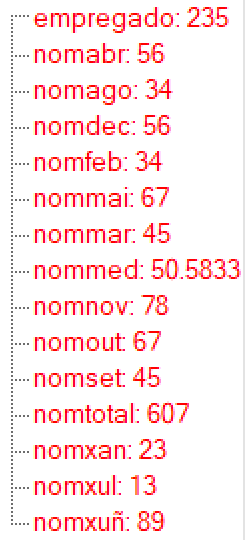 empregado: 235
nomabr: 56
nomago: 34
nomdec: 56
nomfeb: 34
nommai: 67
nommar: 45
nommed: 50.5833
nomnov: 78
nomout: 67
nomset: 45
nomtotal: 607
nomxan: 23
nomxul: 13
nomxuñ: 89